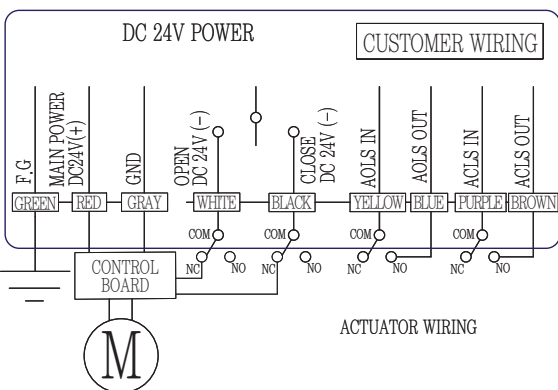 DC 24V POWER
CUSTOMER WIRING
F.G
MAIN POWER
DC24V(+)
GND
OPEN
DC 24V (-)
CLOSE
DC 24V (-)
AOLS IN
AOLS OUT
ACLS IN
ACLS OUT
GREEN
RED
GRAY
WHITE
BLACK
YELLOW
BLUE
PURPLE
BROWN
COM
COM
COM
COM
NC
NO
NC
NO
NC
NO
NC
NO
CONTROL
BOARD
ACTUATOR WIRING
M